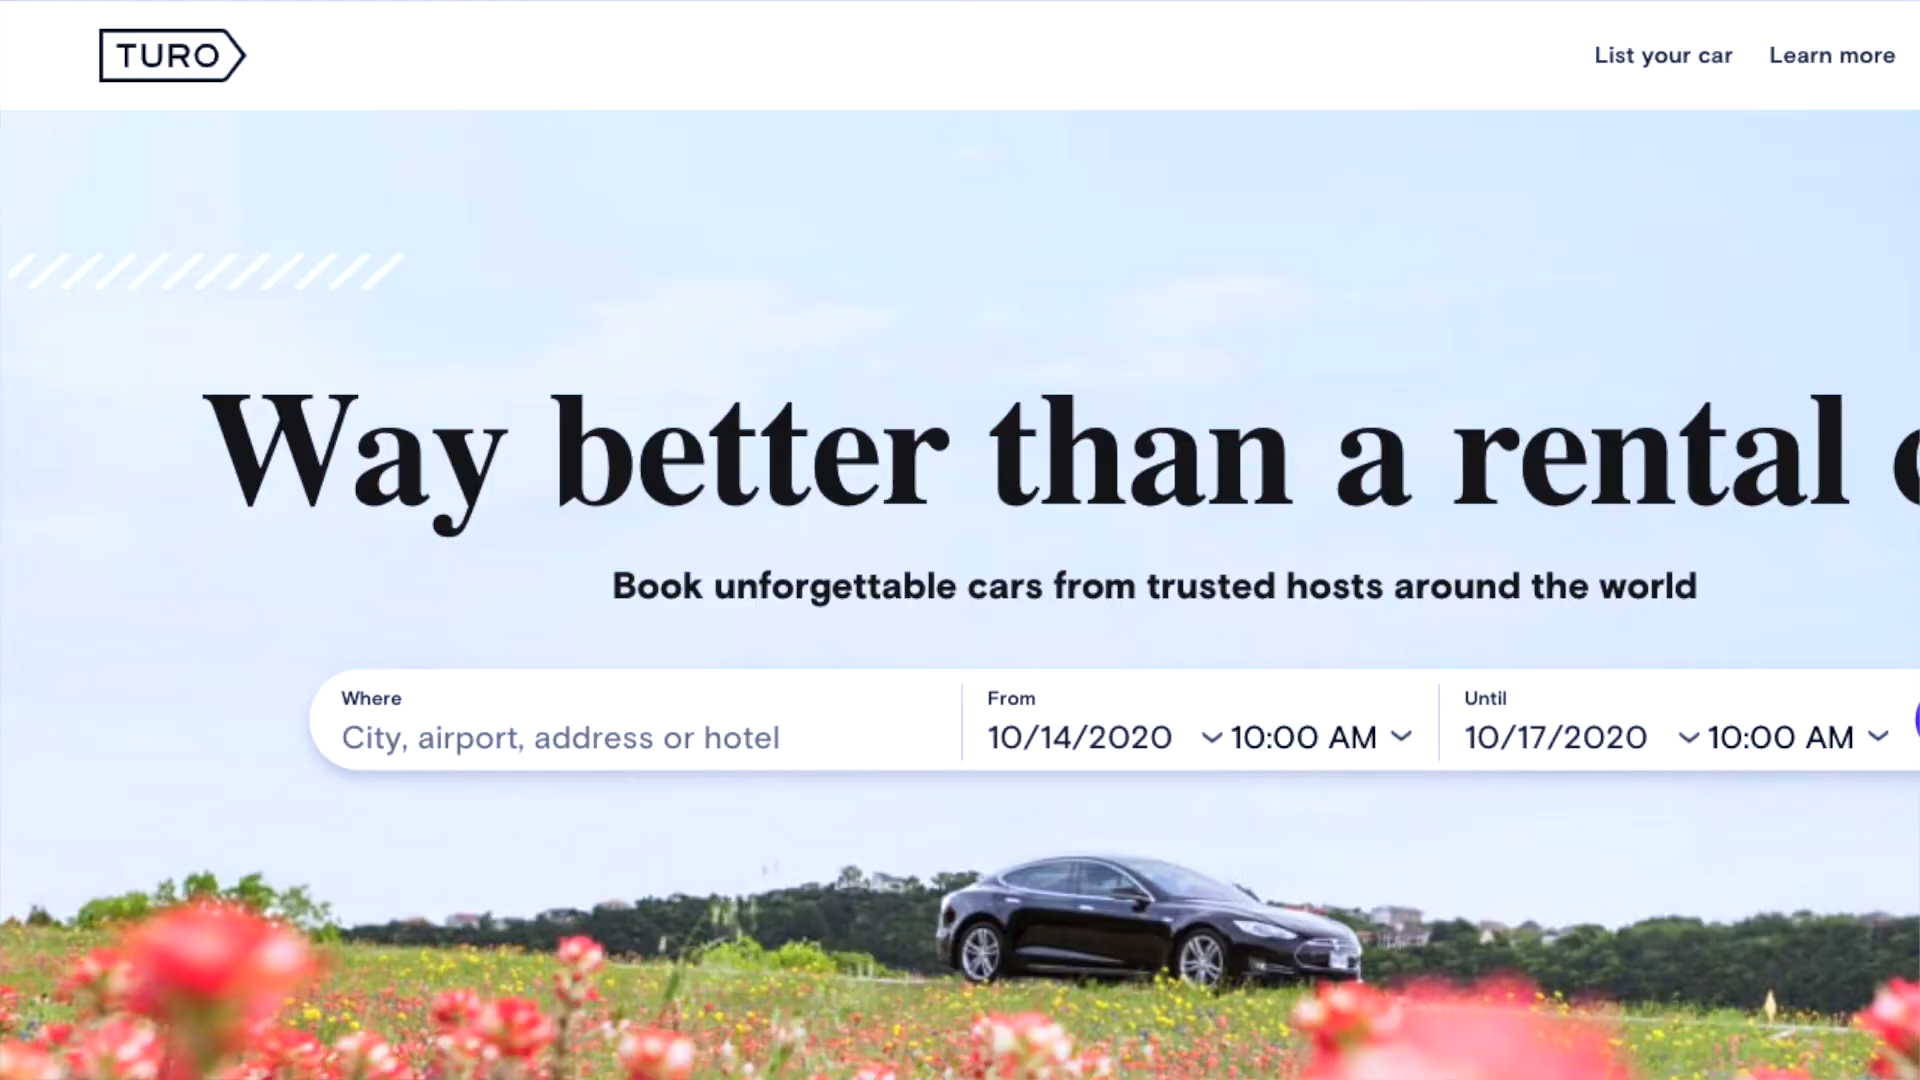 TURO
List your car
Learn more
Way better than a rental
Book unforgettable cars from trusted hosts around the world
Where
City, airport, address or hotel
From
10/14/2020
10:00 AM
Until
10/17/2020
10:00 AM